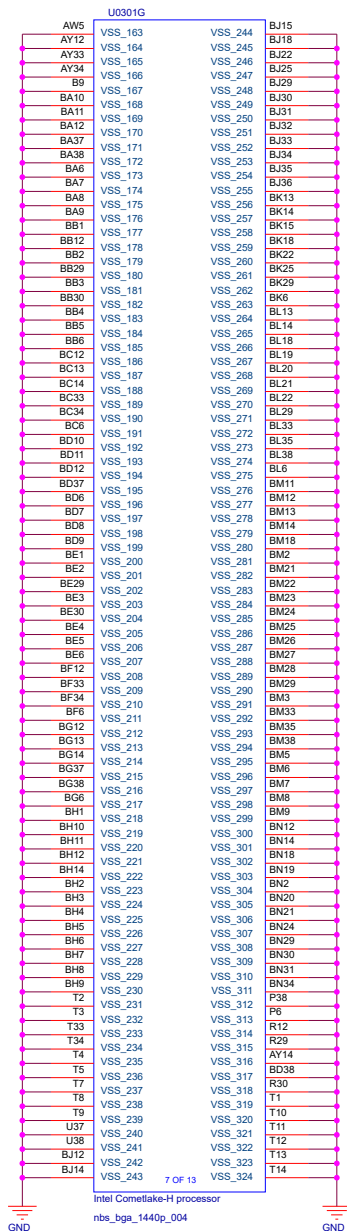 U0301G
AW5 VSS_163 VSS_244 BJ15
AY12 VSS_164 VSS_245 BJ18
AY33 VSS_165 VSS_246 BJ22
AY34 VSS_166 VSS_247 BJ25
B9 VSS_167 VSS_248 BJ29
BA10 VSS_168 VSS_249 BJ30
BA11 VSS_169 VSS_250 BJ31
BA12 VSS_170 VSS_251 BJ32
BA37 VSS_171 VSS_252 BJ33
BA38 VSS_172 VSS_253 BJ34
BA6 VSS_173 VSS_254 BJ35
BA7 VSS_174 VSS_255 BJ36
BA8 VSS_175 VSS_256 BK13
BA9 VSS_176 VSS_257 BK14
BB1 VSS_177 VSS_258 BK15
BB12 VSS_178 VSS_259 BK18
BB2 VSS_179 VSS_260 BK22
BB29 VSS_180 VSS_261 BK25
BB3 VSS_181 VSS_262 BK29
BB30 VSS_182 VSS_263 BK6
BB4 VSS_183 VSS_264 BL13
BB5 VSS_184 VSS_265 BL14
BB6 VSS_185 VSS_266 BL18
BC12 VSS_186 VSS_267 BL19
BC13 VSS_187 VSS_268 BL20
BC14 VSS_188 VSS_269 BL21
BC33 VSS_189 VSS_270 BL22
BC34 VSS_190 VSS_271 BL29
BC6 VSS_191 VSS_272 BL33
BD10 VSS_192 VSS_273 BL35
BD11 VSS_193 VSS_274 BL38
BD12 VSS_194 VSS_275 BL6
BD37 VSS_195 VSS_276 BM11
BD6 VSS_196 VSS_277 BM12
BD7 VSS_197 VSS_278 BM13
BD8 VSS_198 VSS_279 BM14
BD9 VSS_199 VSS_280 BM18
BE1 VSS_200 VSS_281 BM2
BE2 VSS_201 VSS_282 BM21
BE29 VSS_202 VSS_283 BM22
BE3 VSS_203 VSS_284 BM23
BE30 VSS_204 VSS_285 BM24
BE4 VSS_205 VSS_286 BM25
BE5 VSS_206 VSS_287 BM26
BE6 VSS_207 VSS_288 BM27
BF12 VSS_208 VSS_289 BM28
BF33 VSS_209 VSS_290 BM29
BF34 VSS_210 VSS_291 BM3
BF6 VSS_211 VSS_292 BM33
BG12 VSS_212 VSS_293 BM35
BG13 VSS_213 VSS_294 BM38
BG14 VSS_214 VSS_295 BM5
BG37 VSS_215 VSS_296 BM6
BG38 VSS_216 VSS_297 BM7
BG6 VSS_217 VSS_298 BM8
BH1 VSS_218 VSS_299 BM9
BH10 VSS_219 VSS_300 BN12
BH11 VSS_220 VSS_301 BN14
BH12 VSS_221 VSS_302 BN18
BH14 VSS_222 VSS_303 BN19
BH2 VSS_223 VSS_304 BN2
BH3 VSS_224 VSS_305 BN20
BH4 VSS_225 VSS_306 BN21
BH5 VSS_226 VSS_307 BN24
BH6 VSS_227 VSS_308 BN29
BH7 VSS_228 VSS_309 BN30
BH8 VSS_229 VSS_310 BN31
BH9 VSS_230 VSS_311 BN34
T2 VSS_231 VSS_312 P38
T3 VSS_232 VSS_313 P6
T33 VSS_233 VSS_314 R12
T34 VSS_234 VSS_315 R29
T4 VSS_235 VSS_316 AY14
T5 VSS_236 VSS_317 BD38
T7 VSS_237 VSS_318 R30
T8 VSS_238 VSS_319 T1
T9 VSS_239 VSS_320 T10
U37 VSS_240 VSS_321 T11
U38 VSS_241 VSS_322 T12
BJ12 VSS_242 VSS_323 T13
BJ14 VSS_243 VSS_324 T14
7 OF 13
Intel Cometlake-H processor
nbs_bga_1440p_004
GND GND